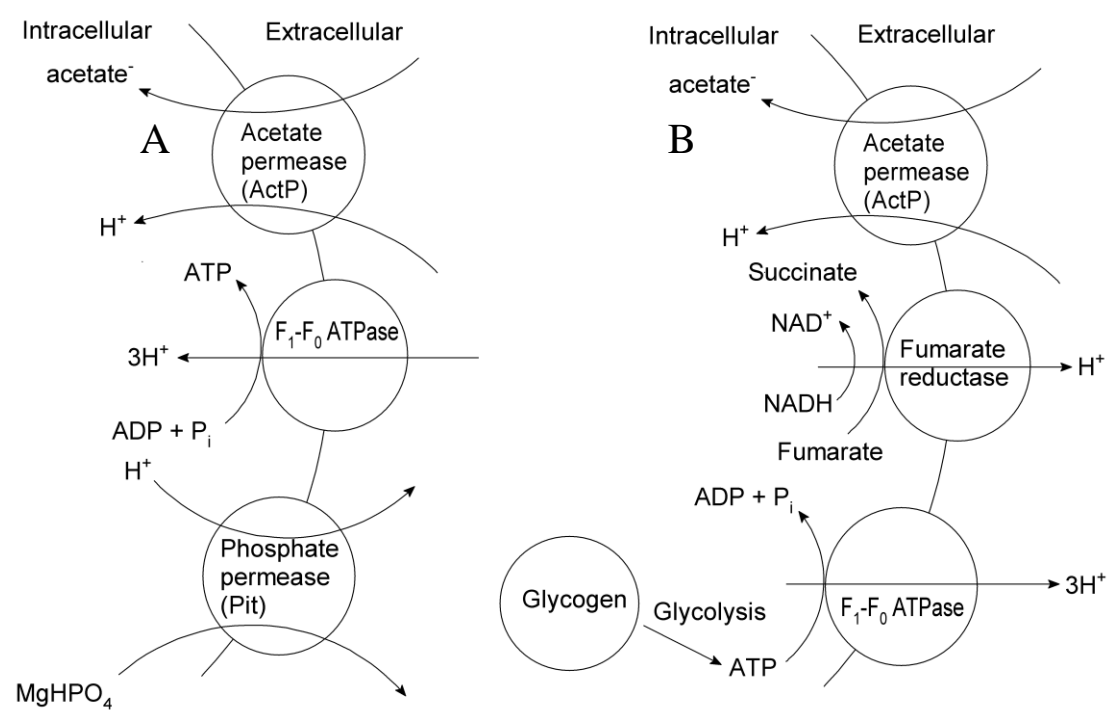 Intracellular
Extracellular
acetate⁻
A
Acetate
permease
(ActP)
H⁺
ATP
F₁-F₀ ATPase
3H⁺
ADP + Pᵢ
H⁺
Phosphate
permease
(Pit)
MgHPO₄
Intracellular
Extracellular
acetate⁻
B
Acetate
permease
(ActP)
H⁺
Succinate
NAD⁺
Fumarate
reductase
H⁺
NADH
Fumarate
ADP + Pᵢ
Glycogen
Glycolysis
3H⁺
F₁-F₀ ATPase
ATP